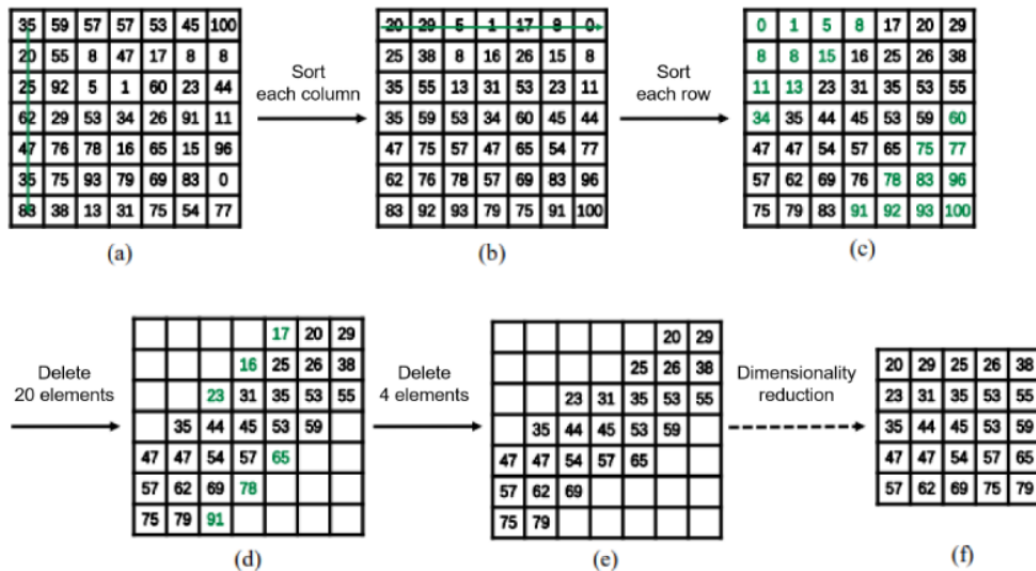 35 59 57 57 53 45 100
20 55 8 47 17 8 8
25 92 5 1 60 23 44
62 29 53 34 26 91 11
47 76 78 16 65 15 96
35 75 93 79 69 83 0
83 38 13 31 75 54 77
(a)
Sort
each column
20 29 5 1 17 8 0
25 38 8 16 26 15 8
35 55 13 31 53 23 11
35 59 53 34 60 45 44
47 75 57 47 65 54 77
62 76 78 57 69 83 96
83 92 93 79 75 91 100
(b)
Sort
each row
0 1 5 8 17 20 29
8 8 15 16 25 26 38
11 13 23 31 35 53 55
34 35 44 45 53 59 60
47 47 54 57 65 75 77
57 62 69 76 78 83 96
75 79 83 91 92 93 100
(c)
Delete
20 elements
17 20 29
16 25 26 38
23 31 35 53 55
35 44 45 53 59
47 47 54 57 65
57 62 69 78
75 79 91
(d)
Delete
4 elements
20 29
25 26 38
23 31 35 53 55
35 44 45 53 59
47 47 54 57 65
57 62 69
75 79
(e)
Dimensionality
reduction
20 29 25 26 38
23 31 35 53 55
35 44 45 53 59
47 47 54 57 65
57 62 69 75 79
(f)